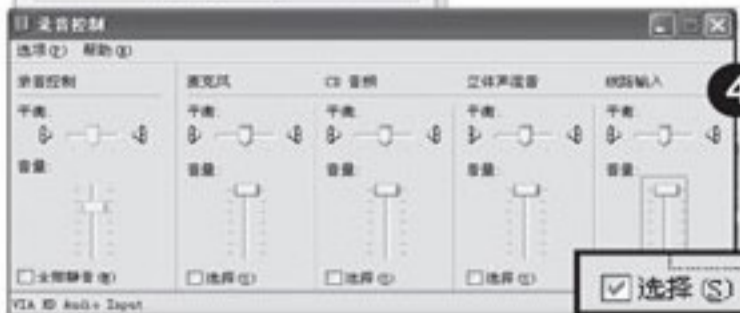 录音控制
选项(P) 帮助(H)
录音控制 麦克风 CD 音频 立体声混音 线路输入
平衡: 平衡: 平衡: 平衡: 平衡:
音量: 音量: 音量: 音量: 音量:
全部静音(M) 选择(S) 选择(S) 选择(S)
选择(S)
VIA HD Audio Input
4